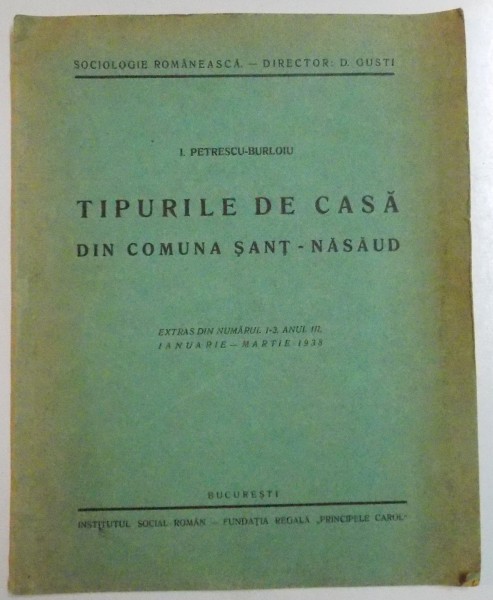 SOCIOLOGIE ROMÂNEASCĂ. — DIRECTOR: D. GUSTI
I. PETRESCU-BURLOIU
TIPURILE DE CASĂ
DIN COMUNA ŞANŢ - NĂSĂUD
EXTRAS DIN NUMĂRUL 1-3, ANUL III,
IANUARIE — MARTIE 1938
BUCUREŞTI
INSTITUTUL SOCIAL ROMÂN — FUNDAŢIA REGALĂ „PRINCIPELE CAROL"